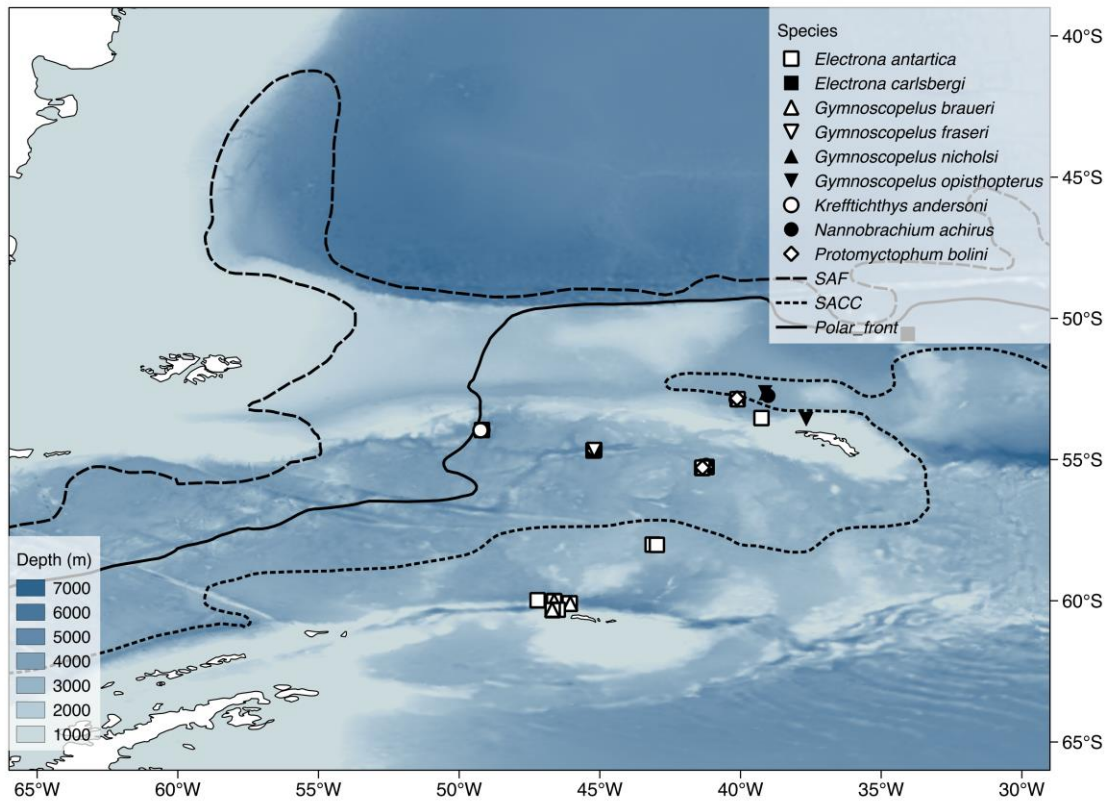 Species
Electrona antartica
Electrona carlsbergi
Gymnoscopelus braueri
Gymnoscopelus fraseri
Gymnoscopelus nicholsi
Gymnoscopelus opisthopterus
Krefftichthys andersoni
Nannobrachium achirus
Protomyctophum bolini
SAF
SACC
Polar_front
40°S
45°S
50°S
55°S
60°S
65°S
Depth (m)
7000
6000
5000
4000
3000
2000
1000
65°W
60°W
55°W
50°W
45°W
40°W
35°W
30°W